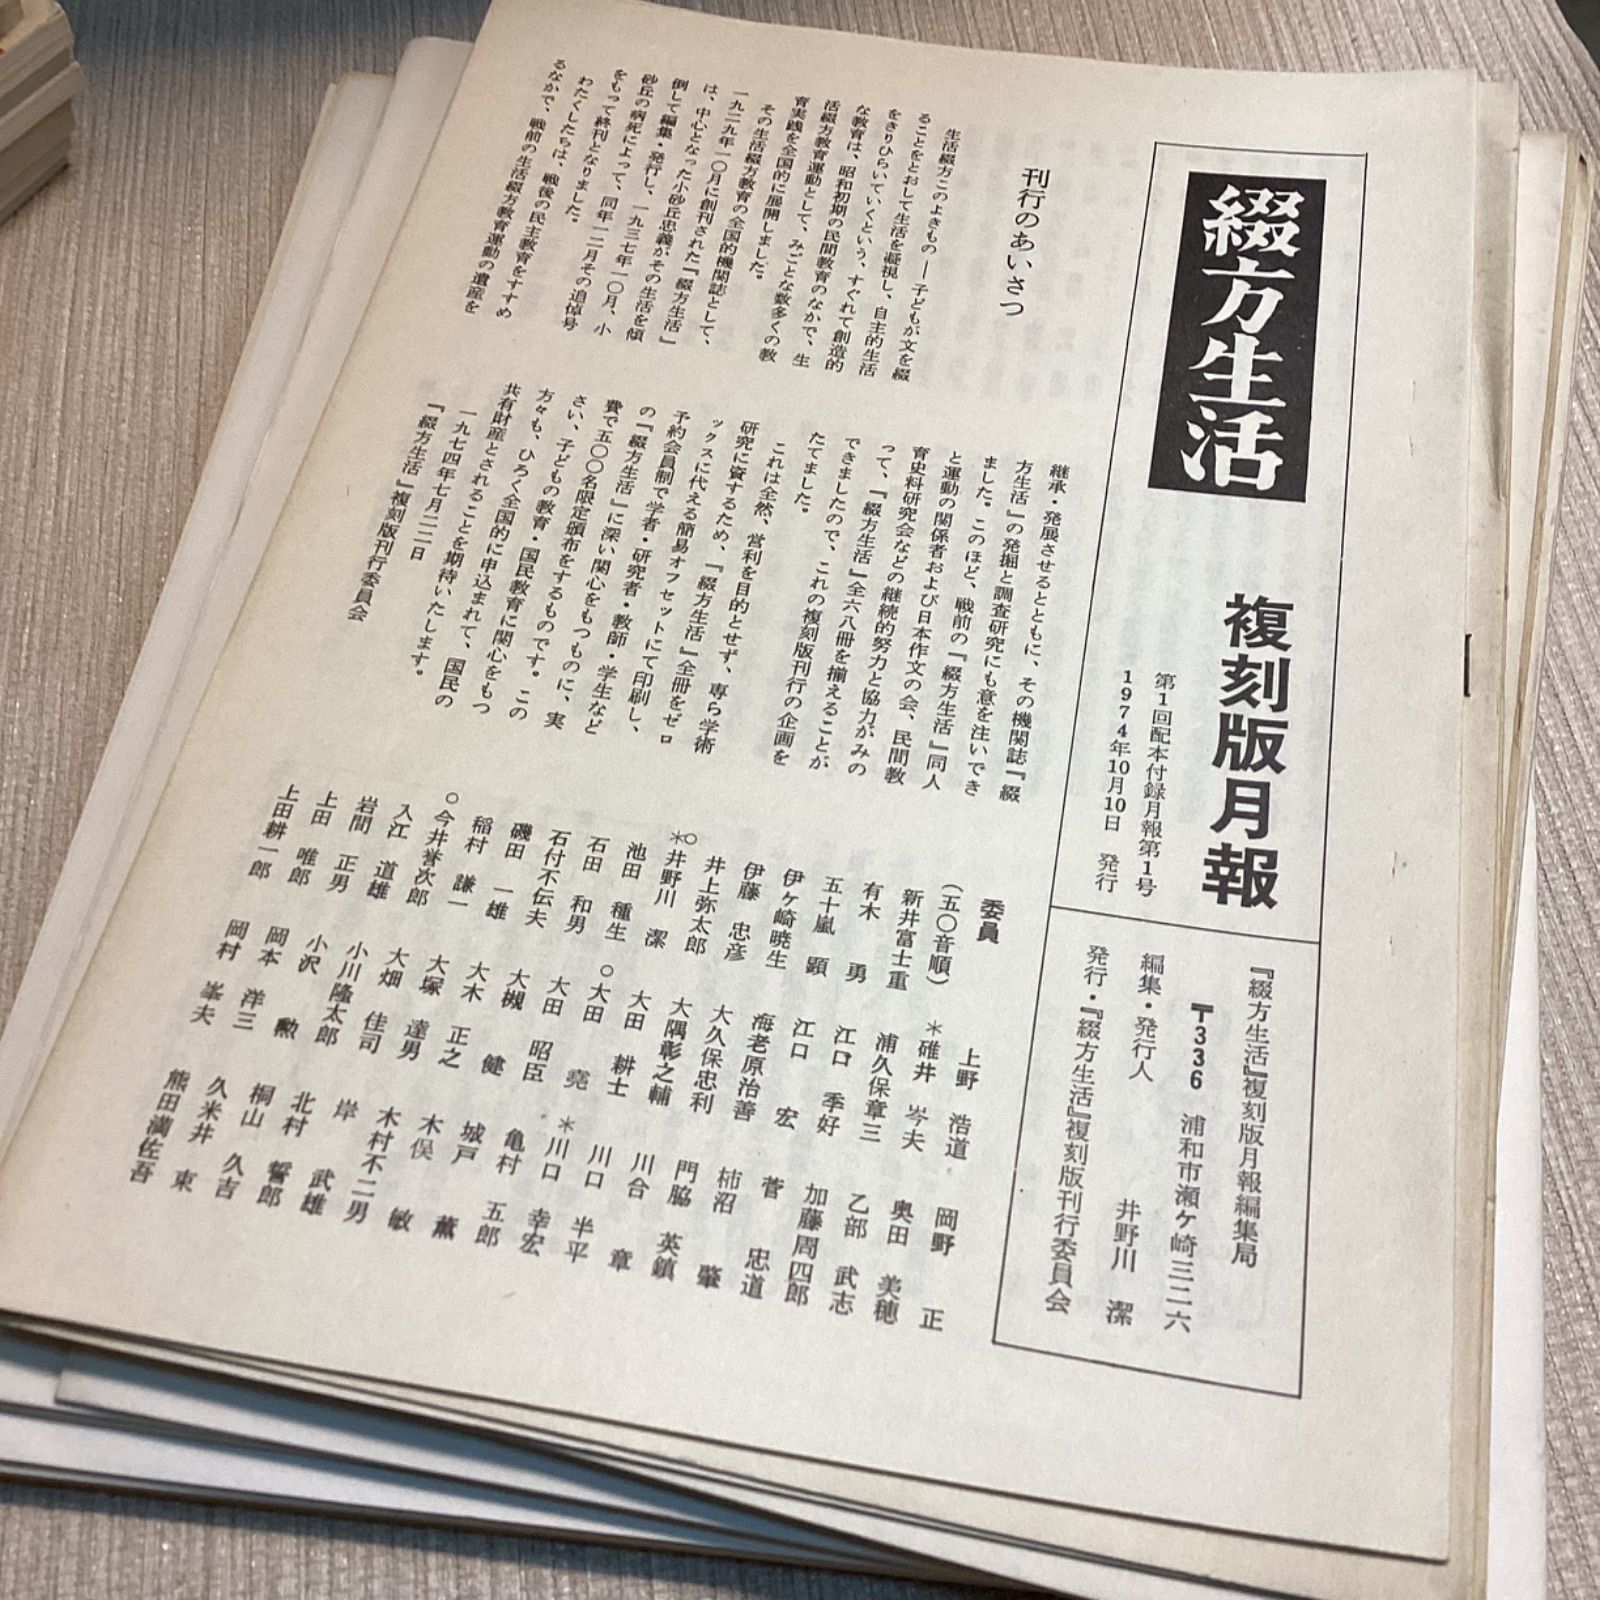 綴方生活
複刻版月報
第1回配本付録月報第1号
1974年10月10日 発行
『綴方生活』複刻版月報編集局
〒336 浦和市瀬ケ崎三二六
編集・発行人 井野川 潔
発行・『綴方生活』複刻版刊行委員会
刊行のあいさつ
生活綴方このよきもの―子どもが文を綴
ることをとおして生活を凝視し、自主的生活
をきりひらいていくという、すぐれて創造的
な教育は、昭和初期の民間教育のなかで、生
活綴方教育運動として、みごとな数多くの教
育実践を全国的に展開しました。
その生活綴方教育の全国的機関誌として、
一九二九年一〇月に創刊された『綴方生活』
は、中心となった小砂丘忠義がその生活を傾
倒して編集・発行し、一九三七年一〇月、小
砂丘の病死によって、同年一二月その追悼号
をもって終刊となりました。
わたくしたちは、戦後の民主教育をすすめ
るなかで、戦前の生活綴方教育運動の遺産を
継承・発展させるとともに、その機関誌『綴
方生活』の発掘と調査研究にも意を注いでき
ました。このほど、戦前の『綴方生活』同人
と運動の関係者および日本作文の会、民間教
育史料研究会などの継続的努力と協力がみの
って、『綴方生活』全六八冊を揃えることが
できましたので、これの複刻版刊行の企画を
たてました。
これは全然、営利を目的とせず、専ら学術
研究に資するため、『綴方生活』全冊をゼロ
ックスに代える簡易オフセットにて印刷し、
予約会員制で学者・研究者・教師・学生など
の『綴方生活』に深い関心をもつものに、実
費で五〇〇名限定頒布をするものです。この
さい、子どもの教育・国民教育に関心をもつ
方々も、ひろく全国的に申込まれて、国民の
共有財産とされることを期待いたします。
一九七四年七月二二日
『綴方生活』複刻版刊行委員会
委員
(五〇音順)
新井富士重
有木 勇
五十嵐 顕
伊ケ崎暁生
伊藤 忠彦
井上弥太郎
○*井野川 潔
池田 種生
石田 和男
石付不伝夫
磯田 一雄
稲村 謙一
○今井誉次郎
入江 道雄
岩間 正男
上田 唯郎
上田耕一郎
上野 浩道
*碓井 岑夫
浦久保章三
江口 季好
江口 宏
海老原治善
大久保忠利
大隅彰之輔
大田 耕士
○大田 堯
大田 昭臣
大槻 健
大木 正之
大塚 達男
大畑 佳司
小川隆太郎
小沢 勲
岡本 洋三
岡村 峯夫
岡野 正
奥田 美穂
乙部 武志
加藤周四郎
菅 忠道
柿沼 肇
門脇 英鎮
川合 章
川口 半平
*川口 幸宏
亀村 五郎
城戸 薫
木俣 敏
木村不二男
岸 武雄
北村 誓郎
桐山 久吉
久米井 東
熊田満佐吾